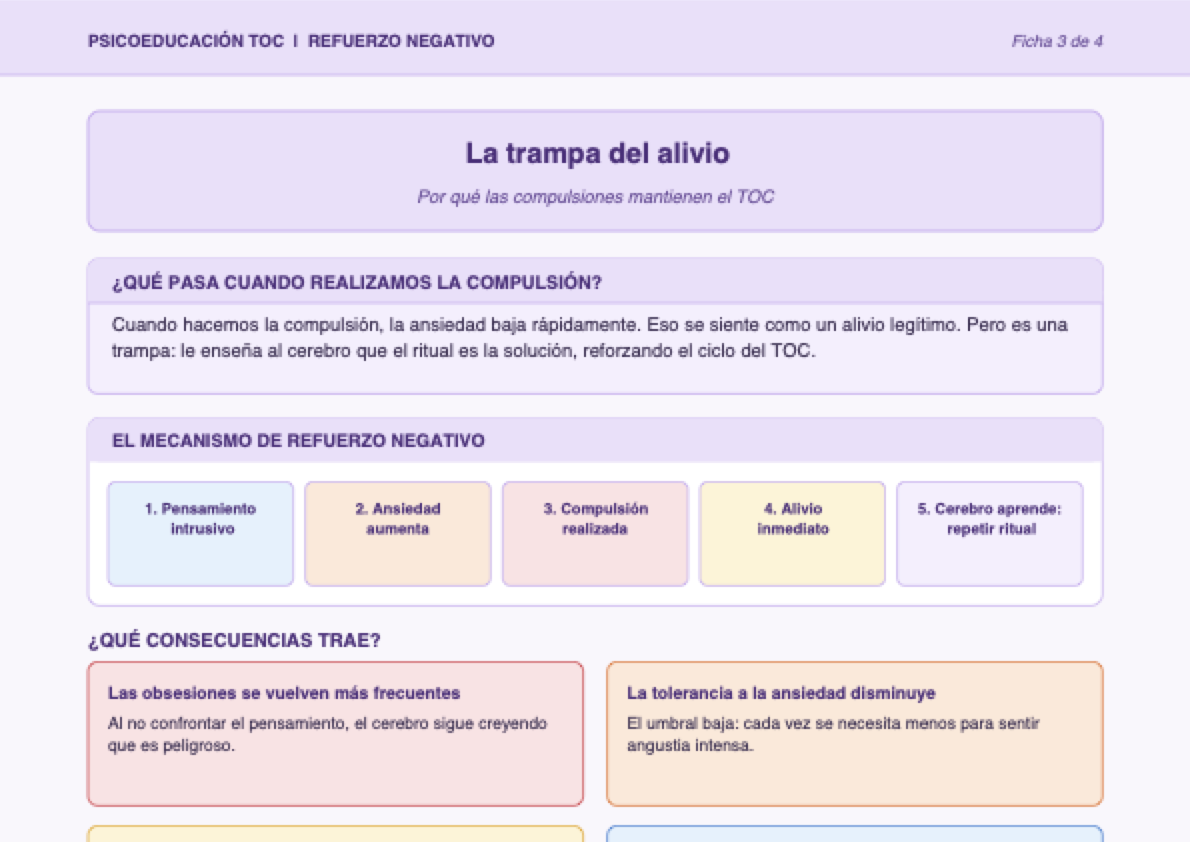 PSICOEDUCACIÓN TOC | REFUERZO NEGATIVO
Ficha 3 de 4
La trampa del alivio
Por qué las compulsiones mantienen el TOC
¿QUÉ PASA CUANDO REALIZAMOS LA COMPULSIÓN?
Cuando hacemos la compulsión, la ansiedad baja rápidamente. Eso se siente como un alivio legítimo. Pero es una
trampa: le enseña al cerebro que el ritual es la solución, reforzando el ciclo del TOC.
EL MECANISMO DE REFUERZO NEGATIVO
1. Pensamiento
intrusivo
2. Ansiedad
aumenta
3. Compulsión
realizada
4. Alivio
inmediato
5. Cerebro aprende:
repetir ritual
¿QUÉ CONSECUENCIAS TRAE?
Las obsesiones se vuelven más frecuentes
Al no confrontar el pensamiento, el cerebro sigue creyendo
que es peligroso.
La tolerancia a la ansiedad disminuye
El umbral baja: cada vez se necesita menos para sentir
angustia intensa.